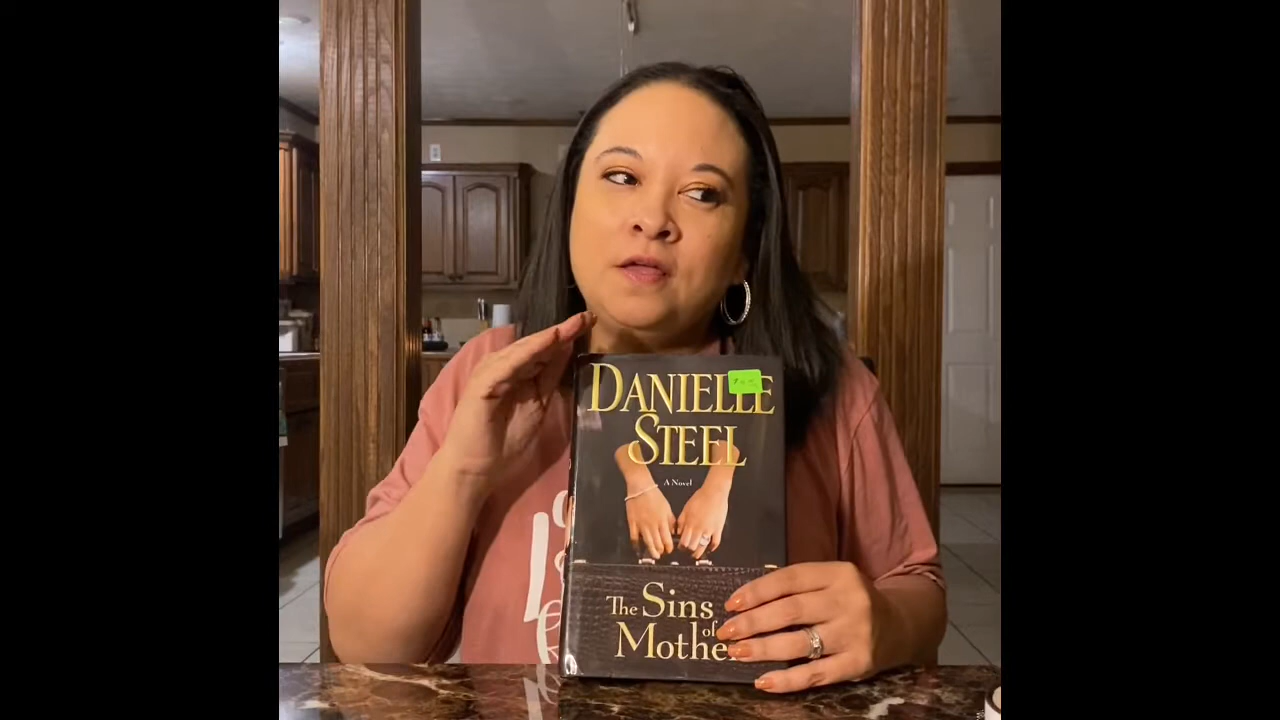 DANIELLE
STEEL
A Novel
The Sins
of
Mother